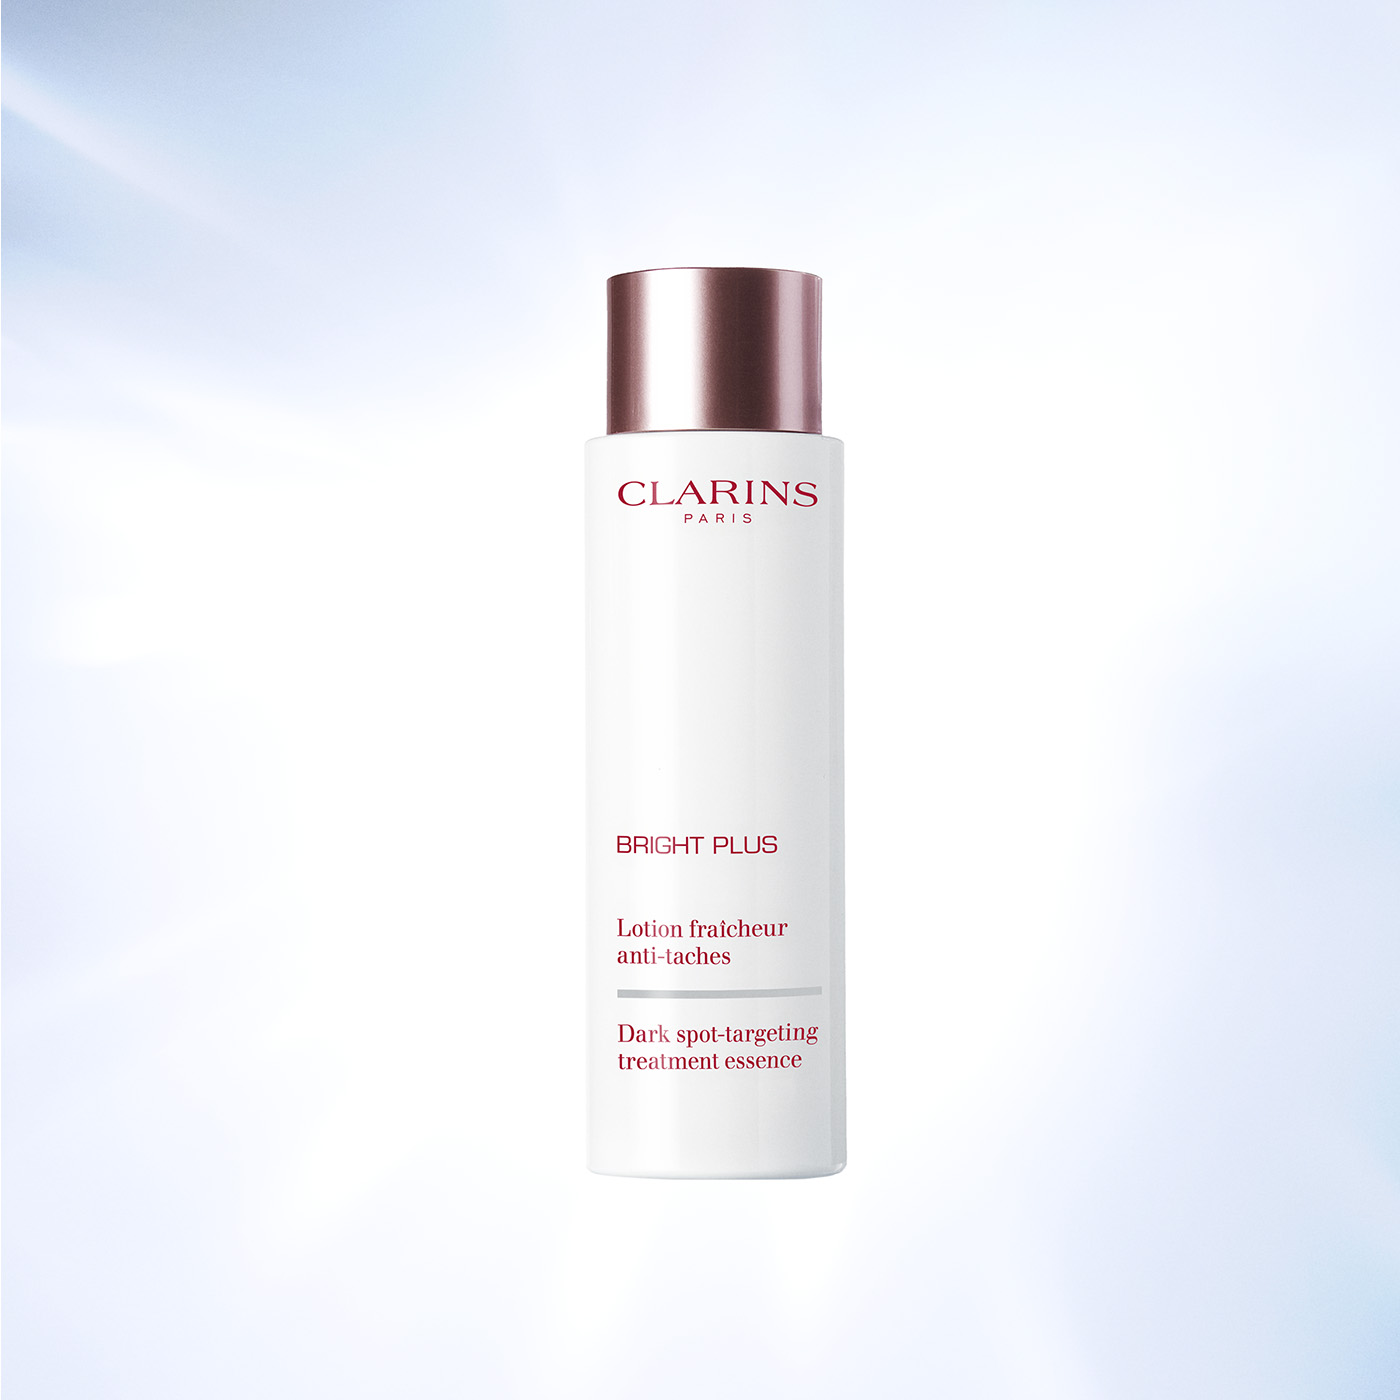 CLARINS
PARIS
BRIGHT PLUS
Lotion fraîcheur
anti-taches
Dark spot-targeting
treatment essence